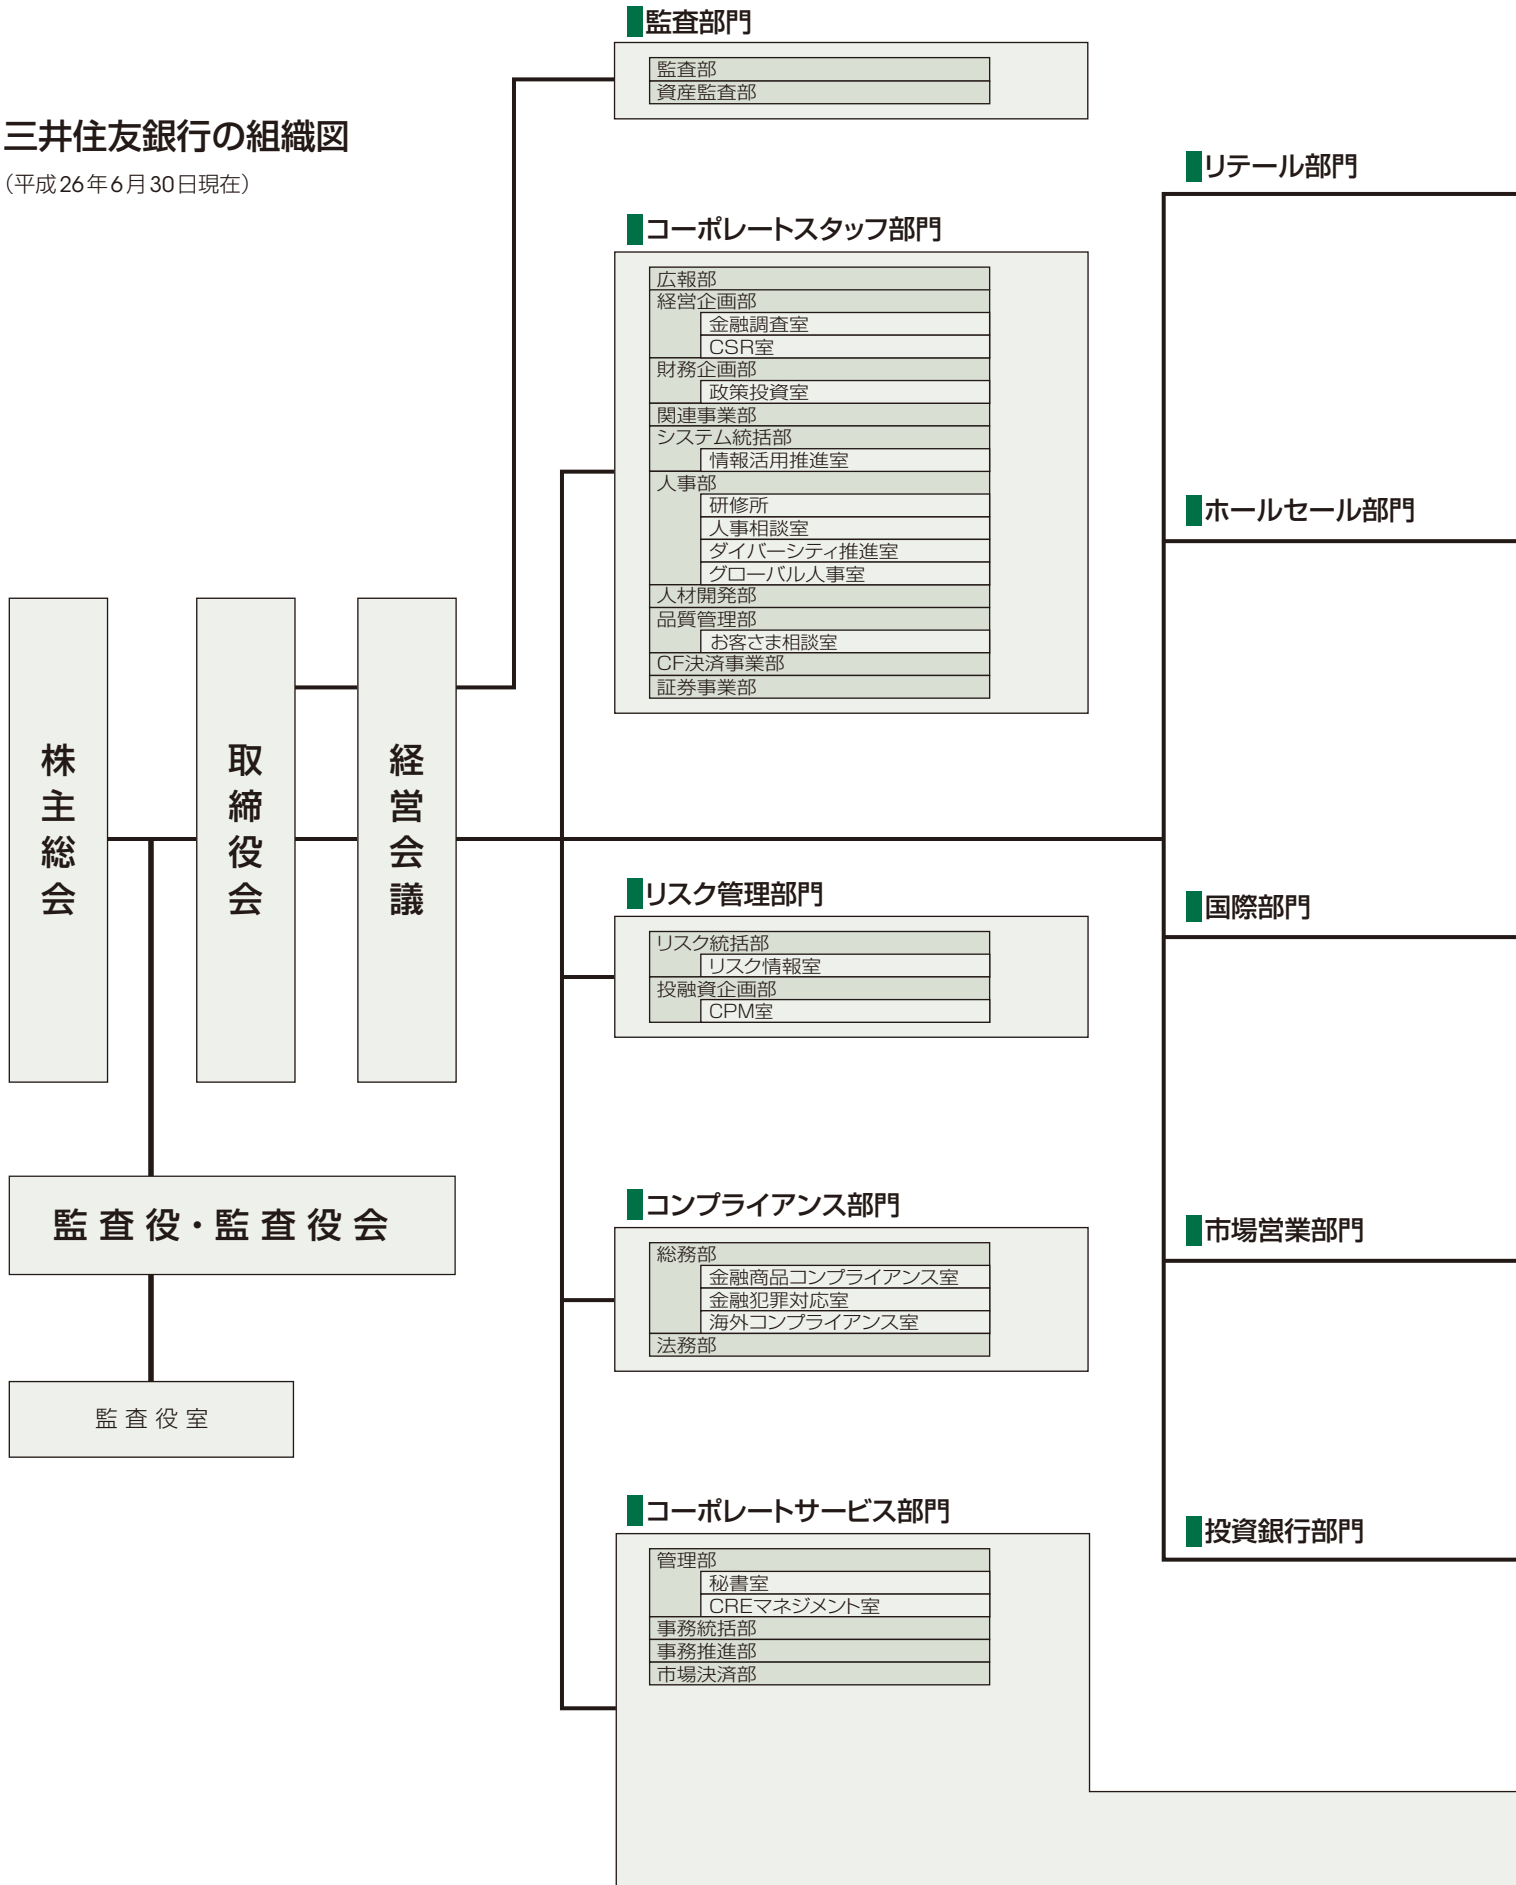 三井住友銀行の組織図
（平成26年6月30日現在）
株主総会
取締役会
経営会議
監査役・監査役会
監査役室
監査部門
監査部
資産監査部
コーポレートスタッフ部門
広報部
経営企画部
金融調査室
CSR室
財務企画部
政策投資室
関連事業部
システム統括部
情報活用推進室
人事部
研修所
人事相談室
ダイバーシティ推進室
グローバル人事室
人材開発部
品質管理部
お客さま相談室
CF決済事業部
証券事業部
リスク管理部門
リスク統括部
リスク情報室
投融資企画部
CPM室
コンプライアンス部門
総務部
金融商品コンプライアンス室
金融犯罪対応室
海外コンプライアンス室
法務部
コーポレートサービス部門
管理部
秘書室
CREマネジメント室
事務統括部
事務推進部
市場決済部
リテール部門
ホールセール部門
国際部門
市場営業部門
投資銀行部門